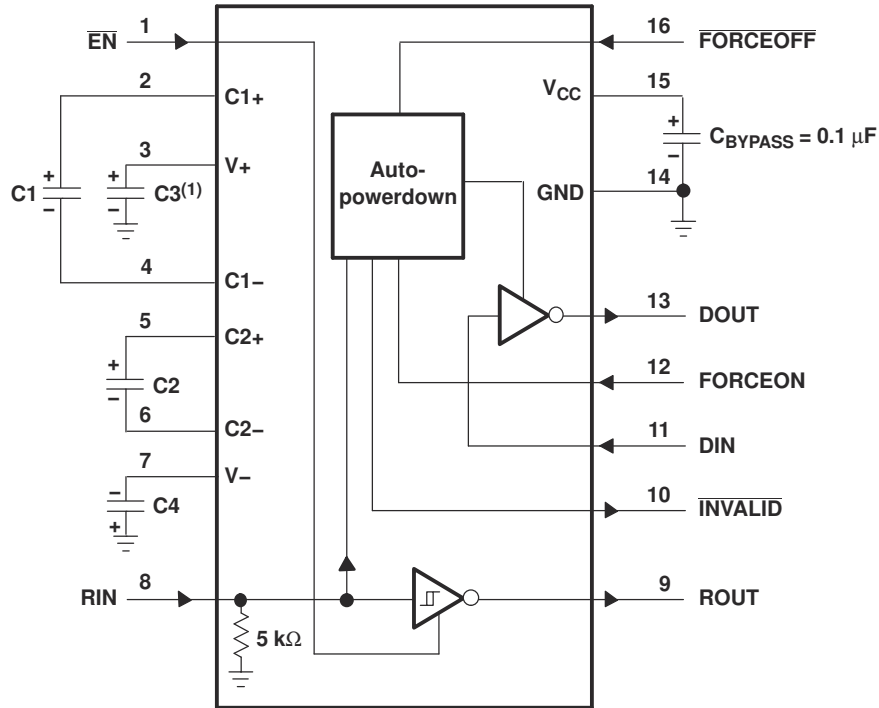 1
EN
2
C1+
3
V+
+
−
C1
+
−
C3(1)
4
C1−
5
C2+
+
−
C2
6
C2−
7
V−
−
+
C4
8
RIN
5 kΩ
Auto-
powerdown
16
FORCEOFF
VCC
15
+
−
CBYPASS = 0.1 μF
14
GND
13
DOUT
12
FORCEON
11
DIN
10
INVALID
9
ROUT